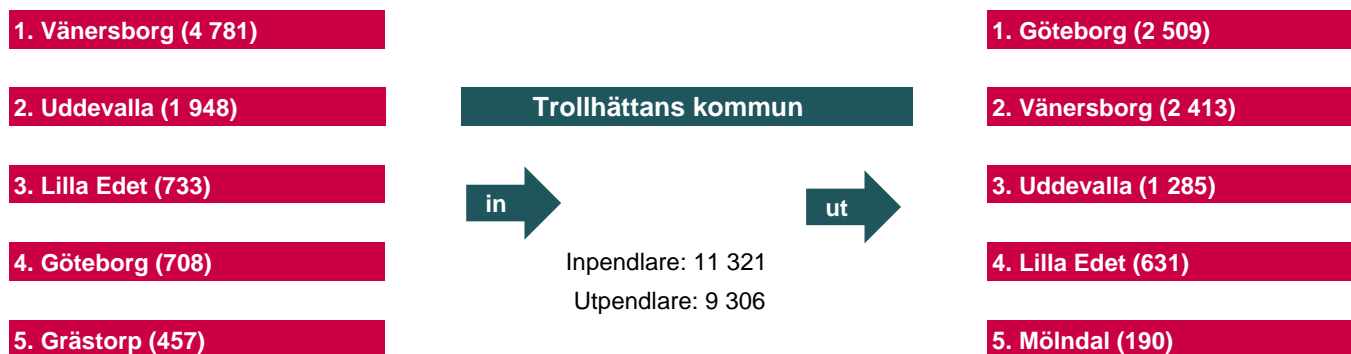 1. Vänersborg (4 781)
2. Uddevalla (1 948)
3. Lilla Edet (733)
4. Göteborg (708)
5. Grästorp (457)
Trollhättans kommun
in
ut
Inpendlare: 11 321
Utpendlare: 9 306
1. Göteborg (2 509)
2. Vänersborg (2 413)
3. Uddevalla (1 285)
4. Lilla Edet (631)
5. Mölndal (190)